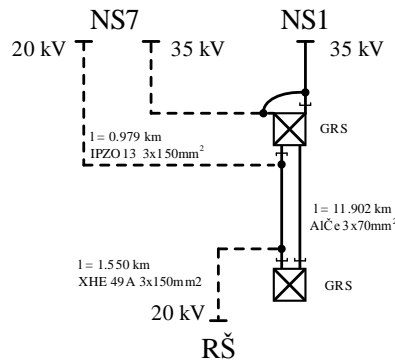 NS7 NS1
20 kV 35 kV 35 kV
GRS
l = 0.979 km
IPZO 13 3x150mm²
l = 11.902 km
AlČe 3x70mm²
l = 1.550 km
XHE 49 A 3x150mm2
GRS
20 kV
RŠ